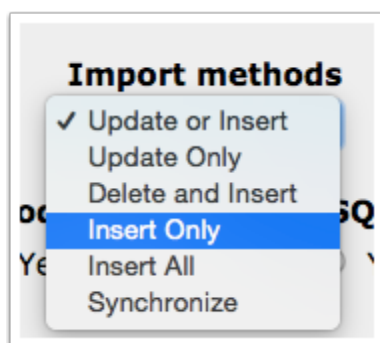 Import methods
✓ Update or Insert
Update Only
Delete and Insert
Insert Only
Insert All
Synchronize